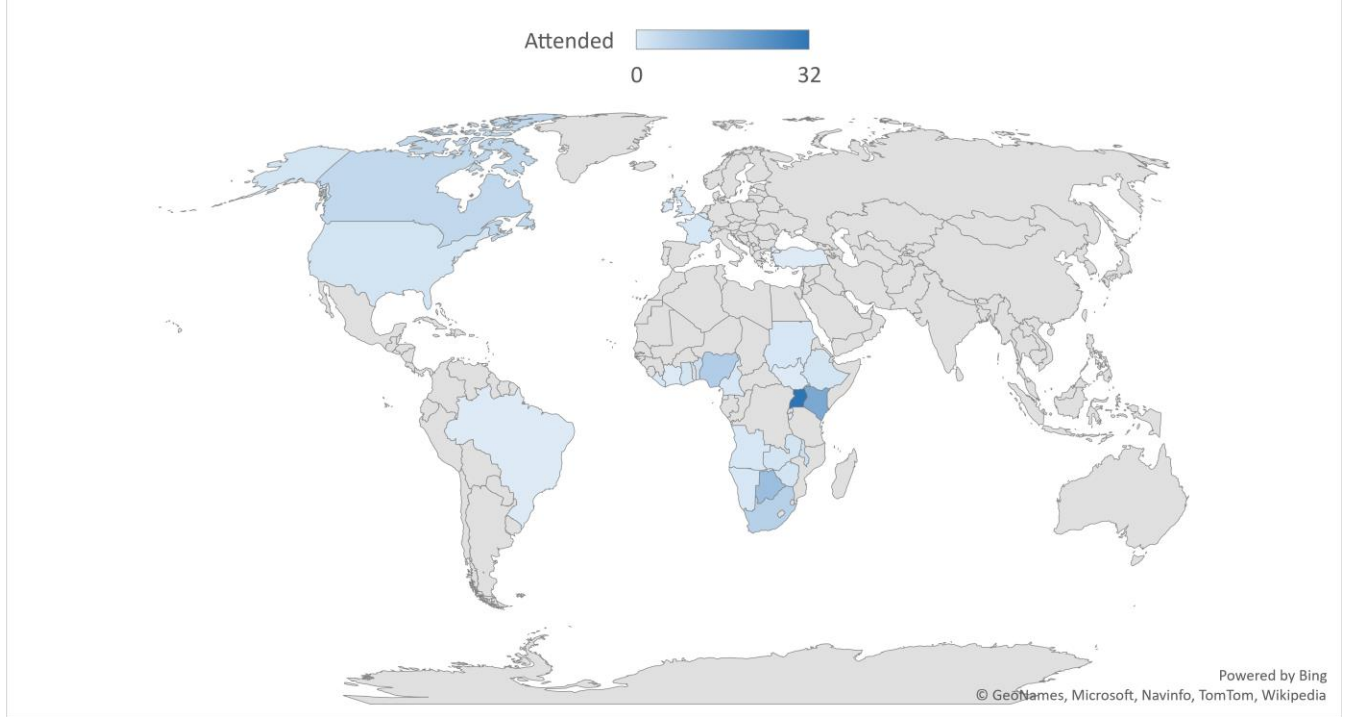 Attended
0 32
Powered by Bing
© GeoNames, Microsoft, Navinfo, TomTom, Wikipedia